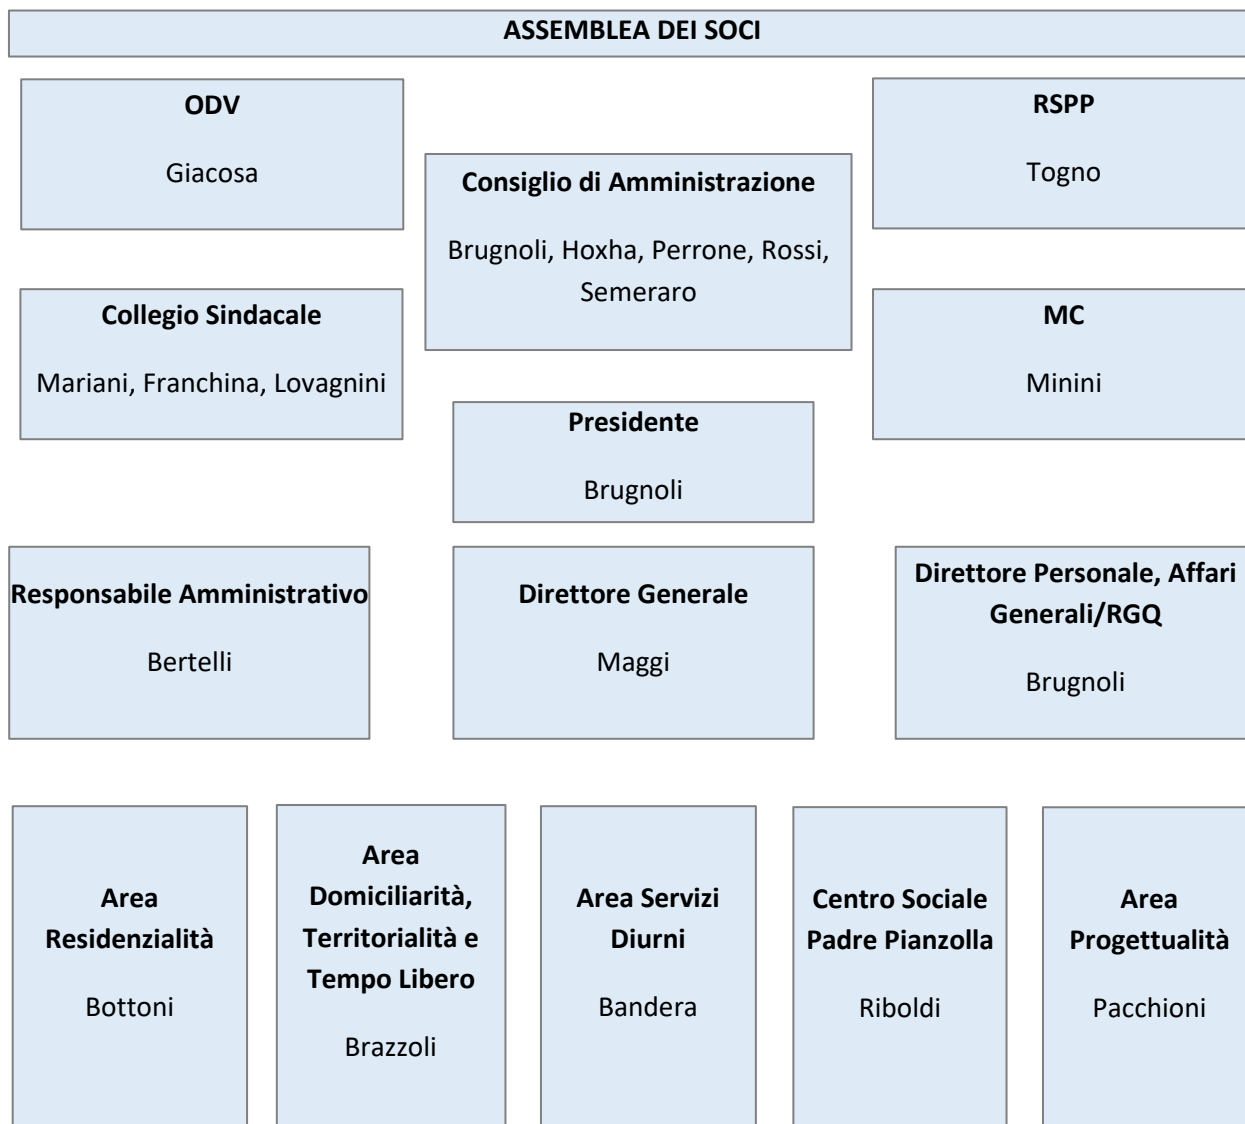 ASSEMBLEA DEI SOCI
ODV
Giacosa
RSPP
Togno
Consiglio di Amministrazione
Brugnoli, Hoxha, Perrone, Rossi,
Semeraro
Collegio Sindacale
Mariani, Franchina, Lovagnini
MC
Minini
Presidente
Brugnoli
Responsabile Amministrativo
Bertelli
Direttore Generale
Maggi
Direttore Personale, Affari
Generali/RGQ
Brugnoli
Area
Residenzialità
Bottoni
Area
Domiciliarità,
Territorialità e
Tempo Libero
Brazzoli
Area Servizi
Diurni
Bandera
Centro Sociale
Padre Pianzolla
Riboldi
Area
Progettualità
Pacchioni